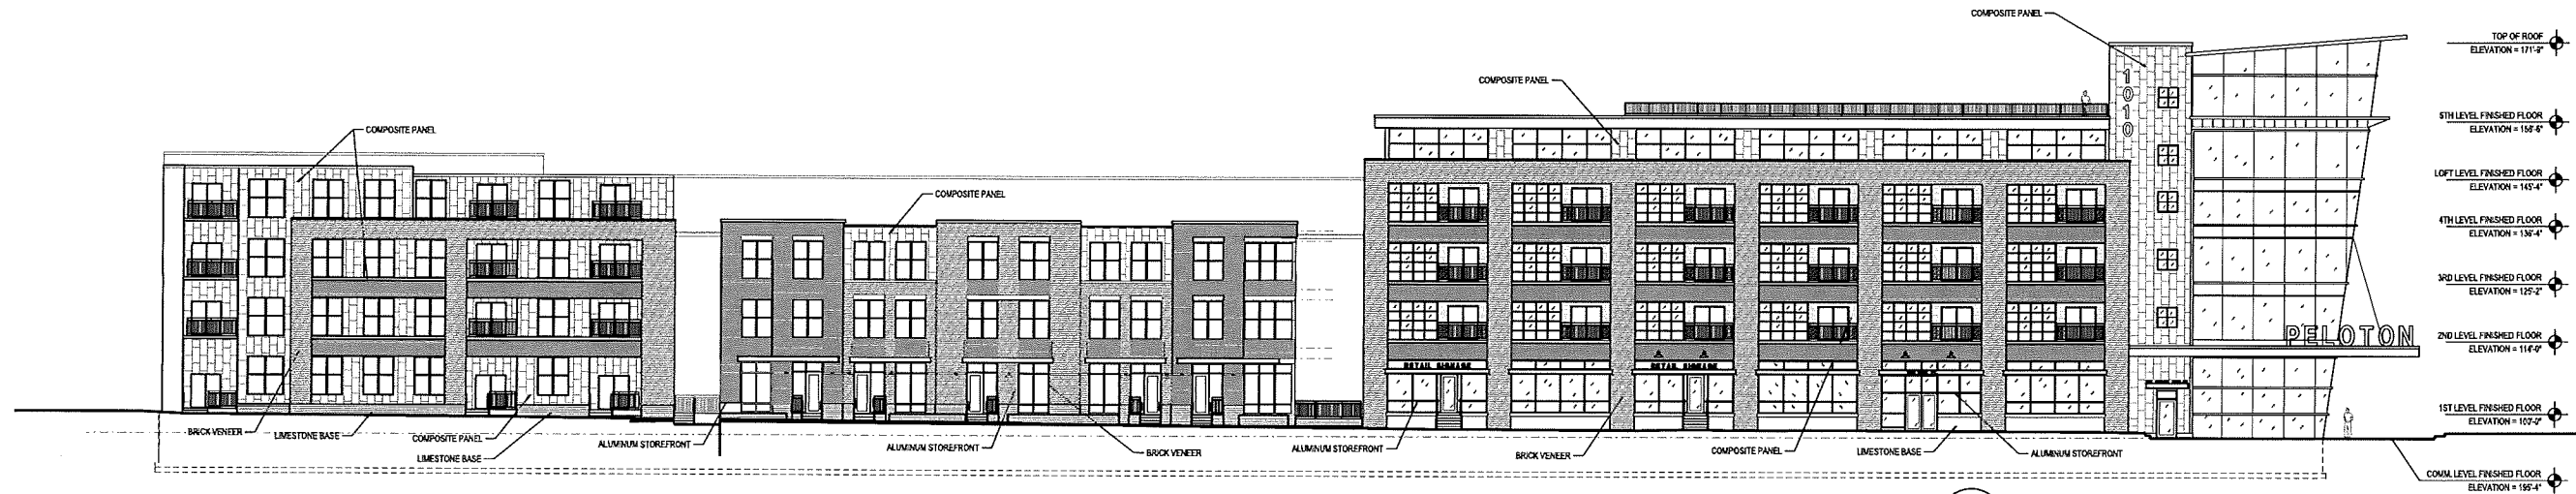 COMPOSITE PANEL
TOP OF ROOF
ELEVATION = 171'-9"
COMPOSITE PANEL
1010
5TH LEVEL FINISHED FLOOR
ELEVATION = 156'-6"
COMPOSITE PANEL
LOFT LEVEL FINISHED FLOOR
ELEVATION = 145'-4"
COMPOSITE PANEL
4TH LEVEL FINISHED FLOOR
ELEVATION = 136'-4"
3RD LEVEL FINISHED FLOOR
ELEVATION = 125'-2"
PELOTON
2ND LEVEL FINISHED FLOOR
ELEVATION = 114'-0"
RETAIL SIGNAGE
RETAIL SIGNAGE
1ST LEVEL FINISHED FLOOR
ELEVATION = 100'-0"
BRICK VENEER
LIMESTONE BASE
COMPOSITE PANEL
LIMESTONE BASE
ALUMINUM STOREFRONT
ALUMINUM STOREFRONT
BRICK VENEER
ALUMINUM STOREFRONT
BRICK VENEER
COMPOSITE PANEL
LIMESTONE BASE
ALUMINUM STOREFRONT
COMM. LEVEL FINISHED FLOOR
ELEVATION = 195'-4"